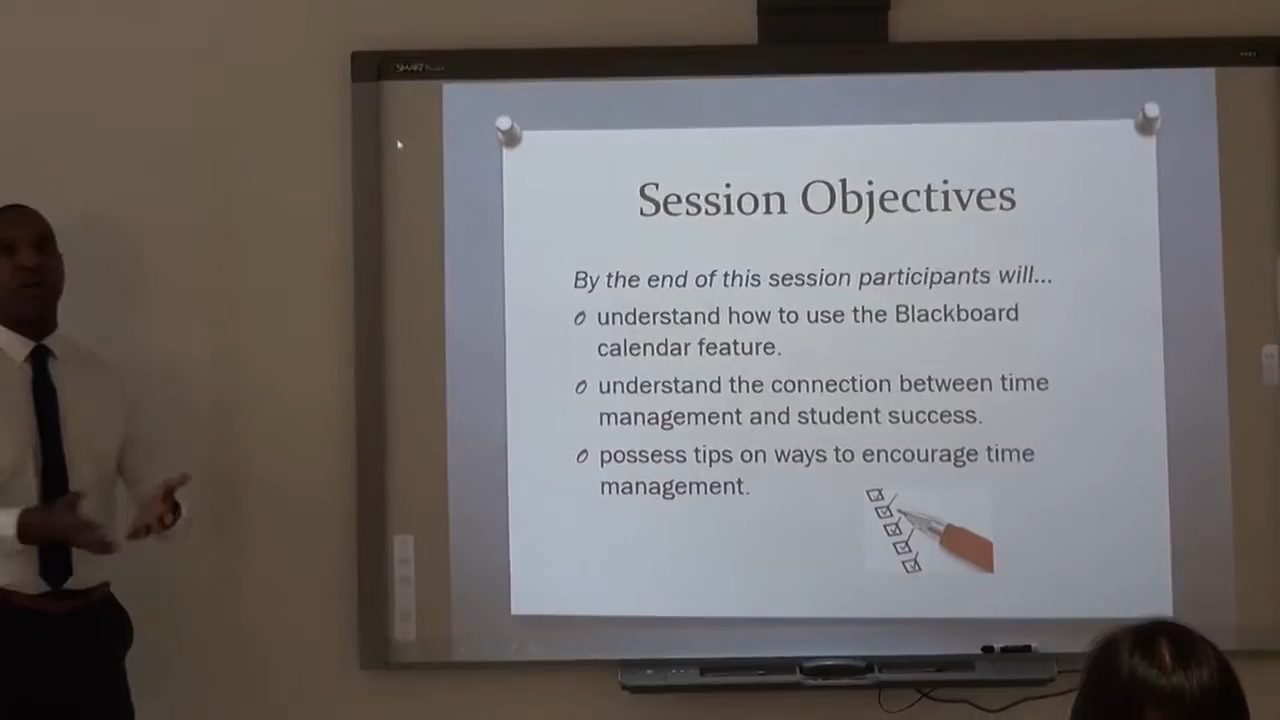 SMART
Session Objectives
By the end of this session participants will...
understand how to use the Blackboard
calendar feature.
understand the connection between time
management and student success.
possess tips on ways to encourage time
management.